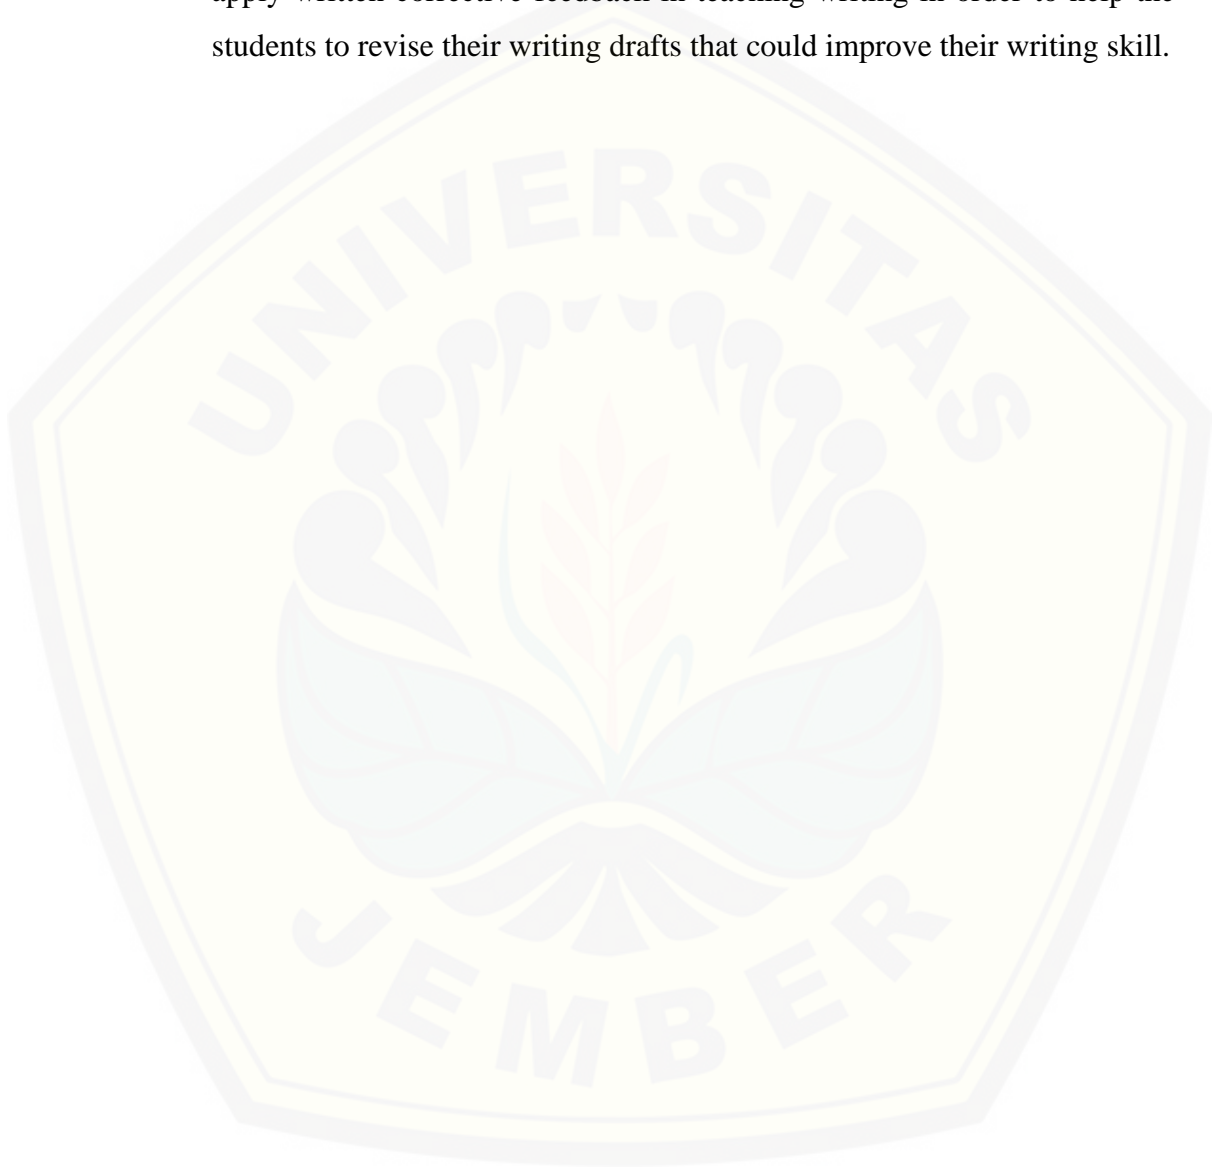 apply written corrective feedback in teaching writing in order to help the
students to revise their writing drafts that could improve their writing skill.
UNIVERSITAS
JEMBER